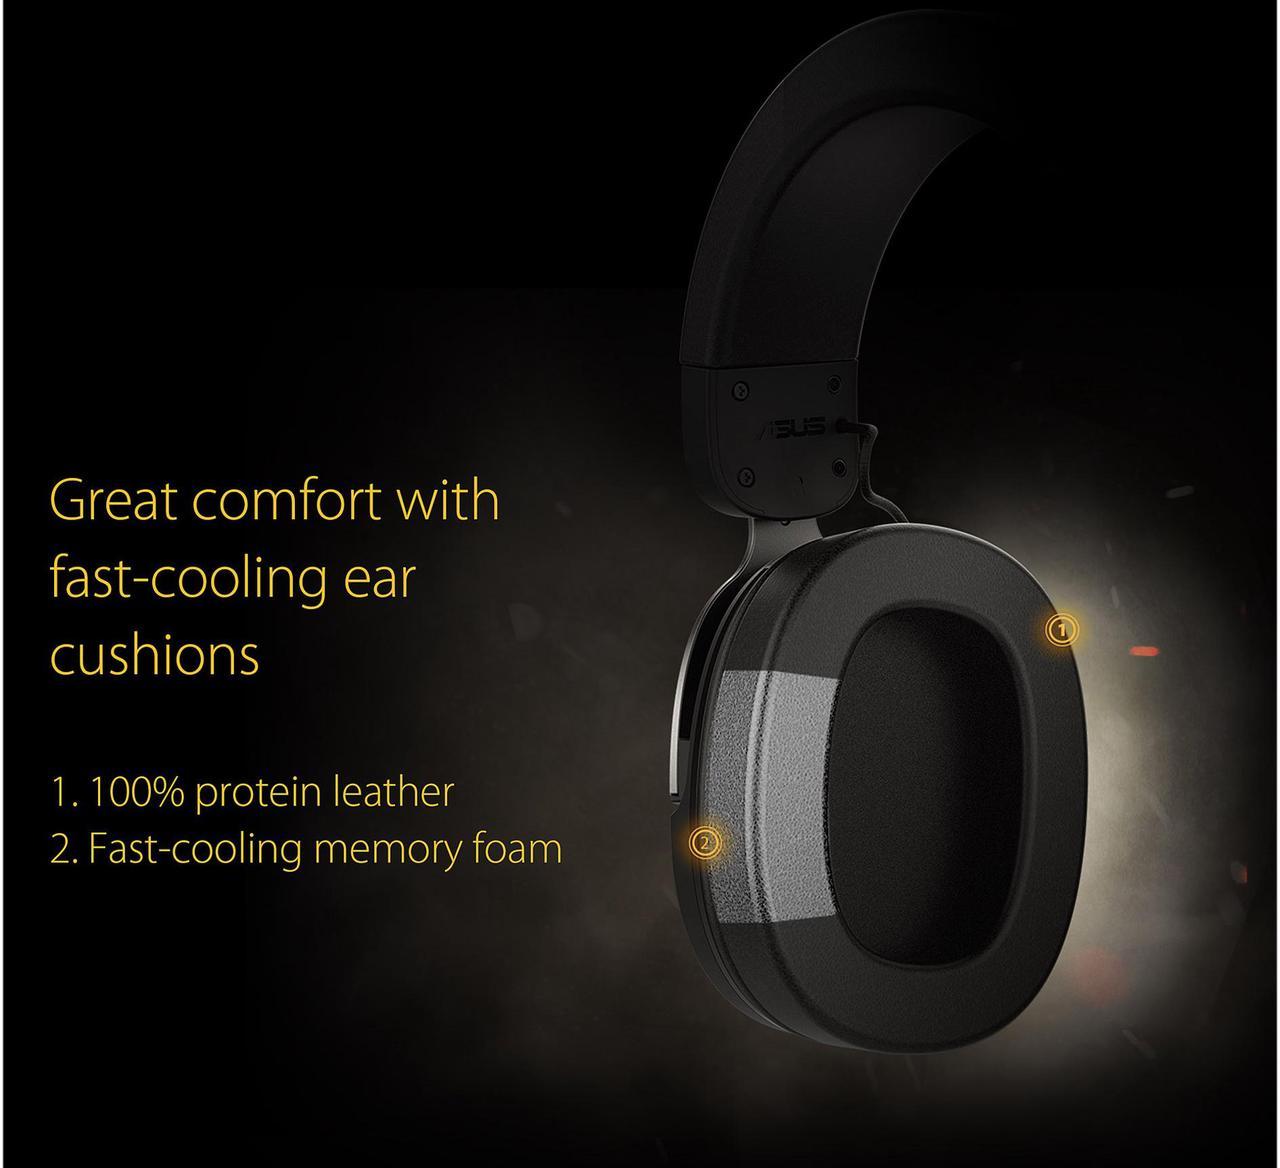 ASUS
Great comfort with
fast-cooling ear
cushions
1
1. 100% protein leather
2. Fast-cooling memory foam
2